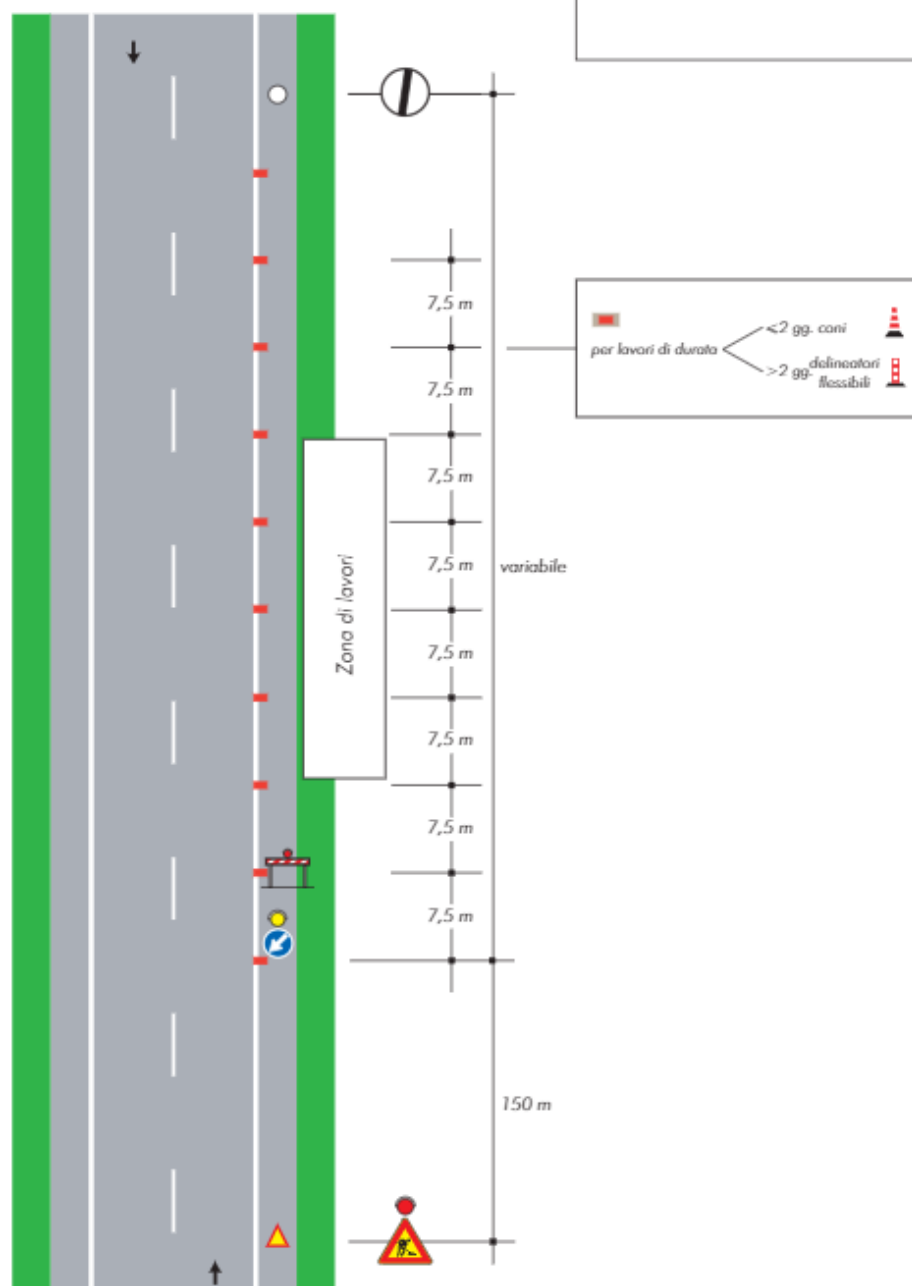 7,5 m
<2 gg. coni
per lavori di durata
>2 gg. delineatori
flessibili
7,5 m
7,5 m
7,5 m
variabile
Zona di lavori
7,5 m
7,5 m
7,5 m
7,5 m
150 m